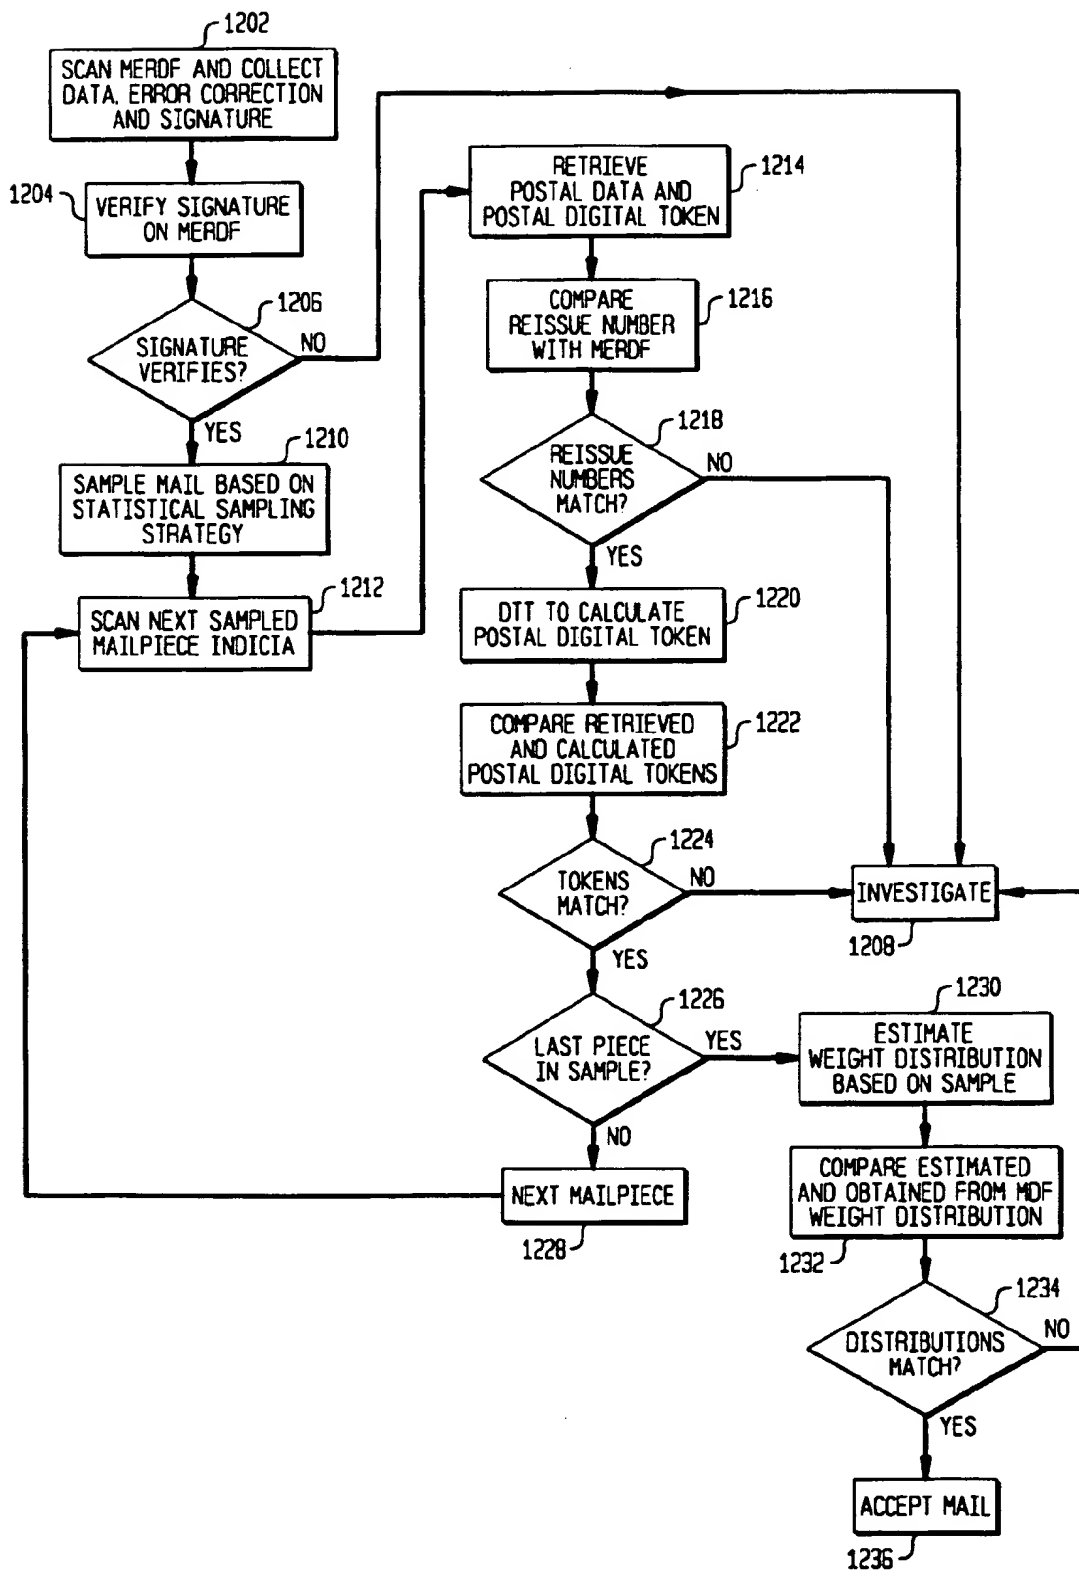 1202
SCAN MERDF AND COLLECT
DATA, ERROR CORRECTION
AND SIGNATURE
1204
VERIFY SIGNATURE
ON MERDF
1206
SIGNATURE
VERIFIES?
NO
YES
1210
SAMPLE MAIL BASED ON
STATISTICAL SAMPLING
STRATEGY
1212
SCAN NEXT SAMPLED
MAILPIECE INDICIA
1214
RETRIEVE
POSTAL DATA AND
POSTAL DIGITAL TOKEN
1216
COMPARE
REISSUE NUMBER
WITH MERDF
1218
REISSUE
NUMBERS
MATCH?
NO
YES
1220
DTT TO CALCULATE
POSTAL DIGITAL TOKEN
1222
COMPARE RETRIEVED
AND CALCULATED
POSTAL DIGITAL TOKENS
1224
TOKENS
MATCH?
NO
YES
INVESTIGATE
1208
1226
LAST PIECE
IN SAMPLE?
YES
NO
NEXT MAILPIECE
1228
1230
ESTIMATE
WEIGHT DISTRIBUTION
BASED ON SAMPLE
COMPARE ESTIMATED
AND OBTAINED FROM MDF
WEIGHT DISTRIBUTION
1232
1234
DISTRIBUTIONS
MATCH?
NO
YES
ACCEPT MAIL
1236